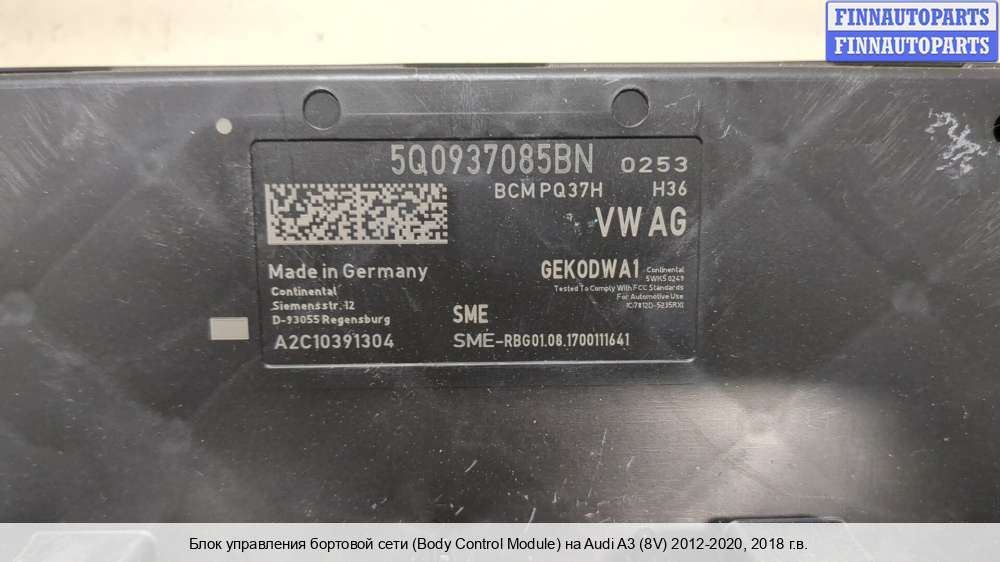 FINNAUTOPARTS
FINNAUTOPARTS
5Q0937085BN 0253
BCM PQ37H H36
VW AG
Made in Germany GEK0DWA1 Continental
5WK50249
Continental Tested To Comply With FCC Standards
Siemensstr. 12 For Automotive Use
D-93055 Regensburg SME
A2C10391304 SME-RBG01.08.1700111641
Блок управления бортовой сети (Body Control Module) на Audi A3 (8V) 2012-2020, 2018 г.в.